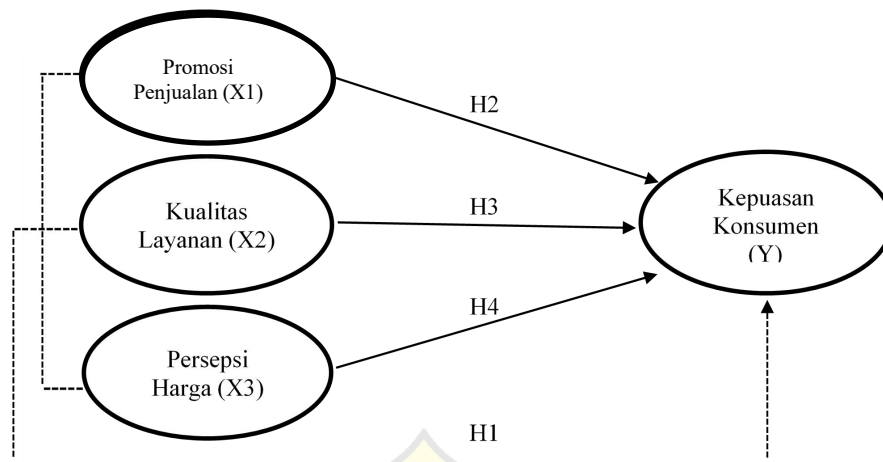 Promosi
Penjualan (X1)
H2
Kualitas
Layanan (X2)
H3
Kepuasan
Konsumen
(Y)
Persepsi
Harga (X3)
H4
H1